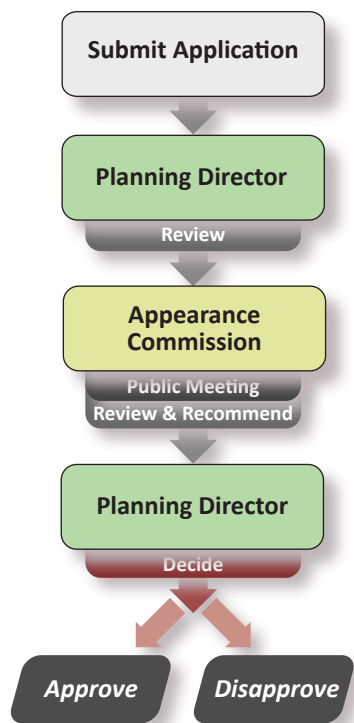 Submit Application
Planning Director
Review
Appearance
Commission
Public Meeting
Review & Recommend
Planning Director
Decide
Approve
Disapprove